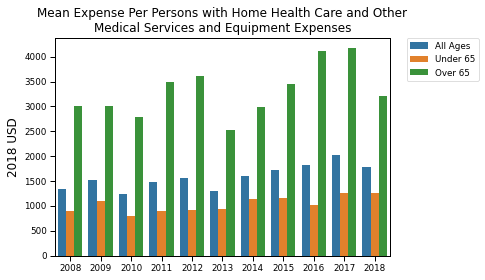 Mean Expense Per Persons with Home Health Care and Other
Medical Services and Equipment Expenses
All Ages
Under 65
Over 65
2018 USD
4000
3500
3000
2500
2000
1500
1000
500
0
2008 2009 2010 2011 2012 2013 2014 2015 2016 2017 2018